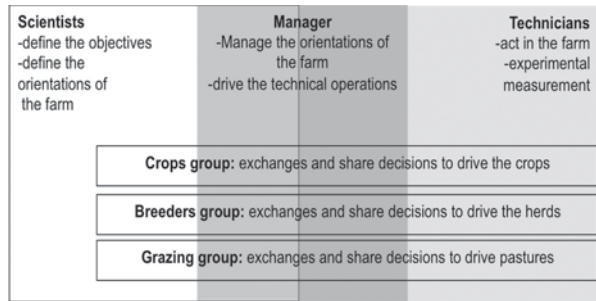 Scientists
-define the objectives
-define the
orientations of
the farm
Manager
-Manage the orientations of
the farm
-drive the technical operations
Technicians
-act in the farm
-experimental
measurement
Crops group: exchanges and share decisions to drive the crops
Breeders group: exchanges and share decisions to drive the herds
Grazing group: exchanges and share decisions to drive pastures